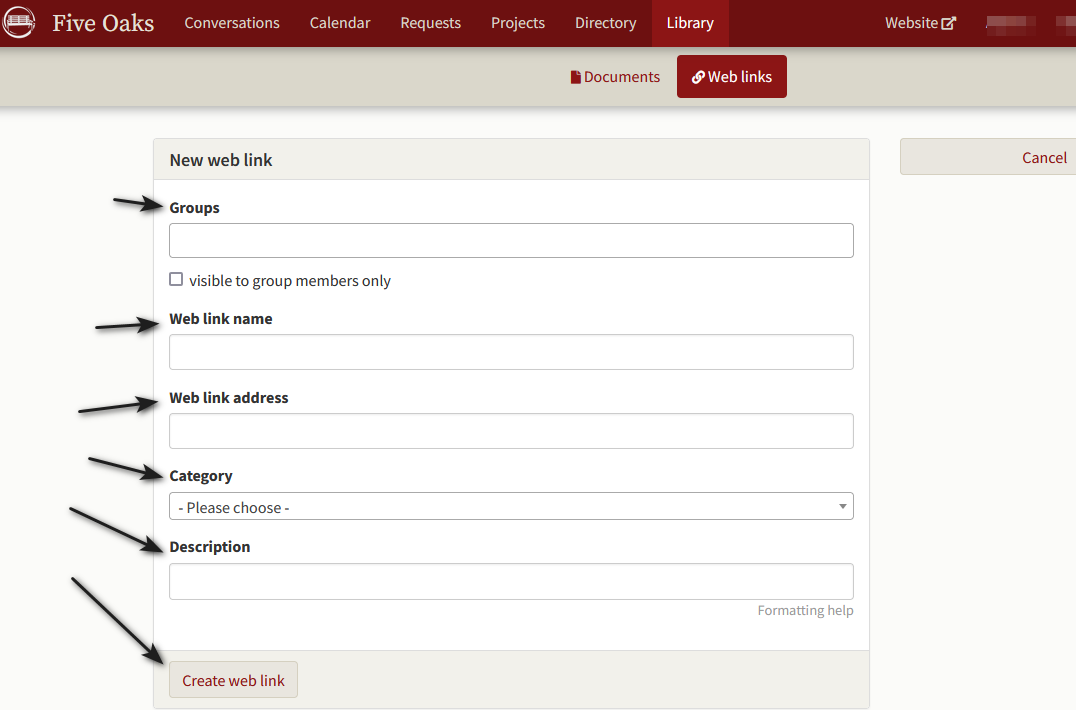 Five Oaks Conversations Calendar Requests Projects Directory Library Website
Documents Web links
New web link
Cancel
Groups
visible to group members only
Web link name
Web link address
Category
- Please choose -
Description
Formatting help
Create web link